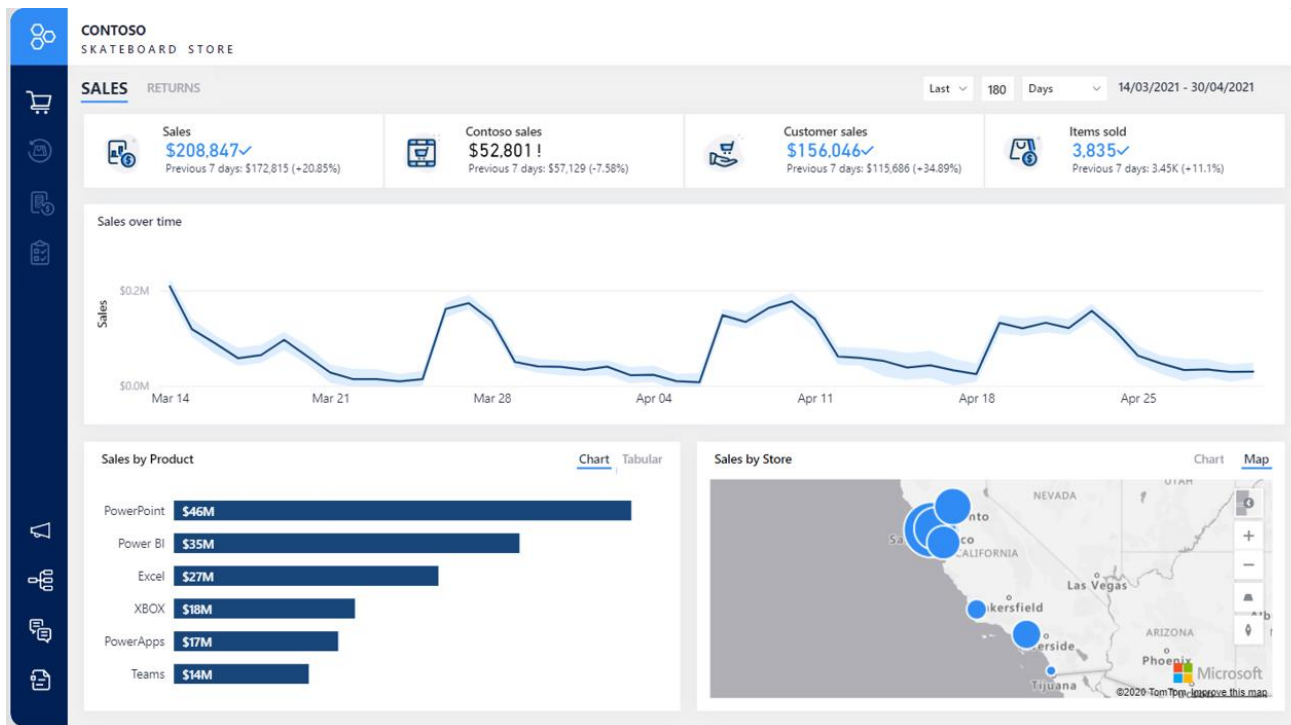 CONTOSO
SKATEBOARD STORE
SALES RETURNS
Last 180 Days 14/03/2021 - 30/04/2021
Sales
$208,847
Previous 7 days: $172,815 (+20.85%)
Contoso sales
$52,801 !
Previous 7 days: $57,129 (-7.58%)
Customer sales
$156,046
Previous 7 days: $115,686 (+34.89%)
Items sold
3,835
Previous 7 days: 3.45K (+11.1%)
Sales over time
Sales
$0.2M
$0.0M
Mar 14 Mar 21 Mar 28 Apr 04 Apr 11 Apr 18 Apr 25
Sales by Product
Chart Tabular
PowerPoint $46M
Power BI $35M
Excel $27M
XBOX $18M
PowerApps $17M
Teams $14M
Sales by Store
Chart Map
UTAH
NEVADA
nto
Sa
co
CALIFORNIA
Las Vegas
kersfield
erside
ARIZONA
Phoenix
Tijuana
Microsoft
©2020 TomTom Improve this map